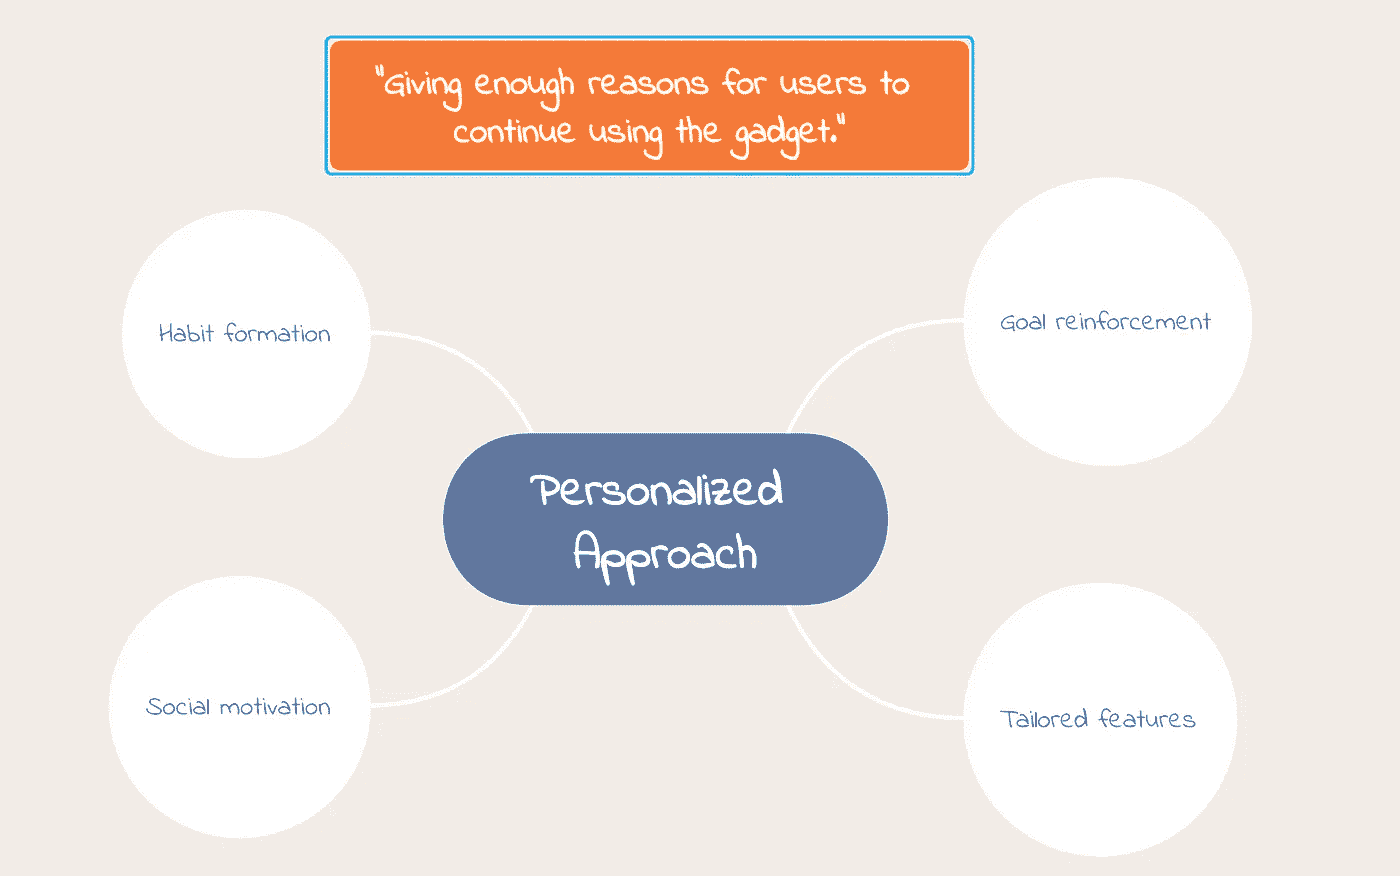 "Giving enough reasons for users to
continue using the gadget."
Habit formation
Goal reinforcement
Personalized
Approach
Social motivation
Tailored features